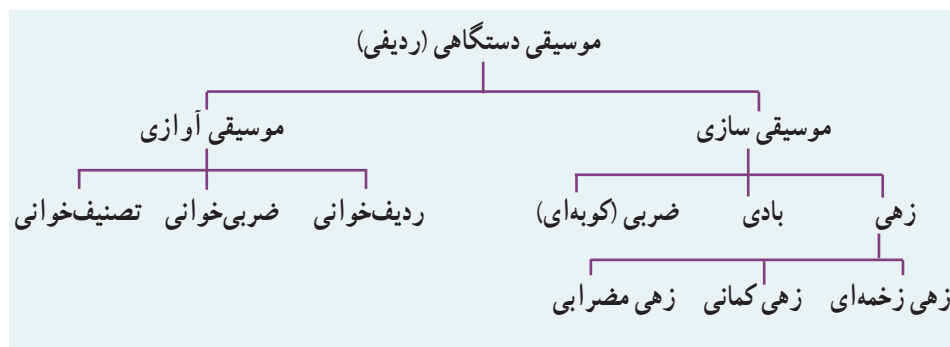 موسیقی دستگاهی (ردیفی)
موسیقی سازی موسیقی آوازی
زهی بادی ضربی (کوبه‌ای) ردیف‌خوانی ضربی‌خوانی تصنیف‌خوانی
زهی زخمه‌ای زهی کمانی زهی مضرابی